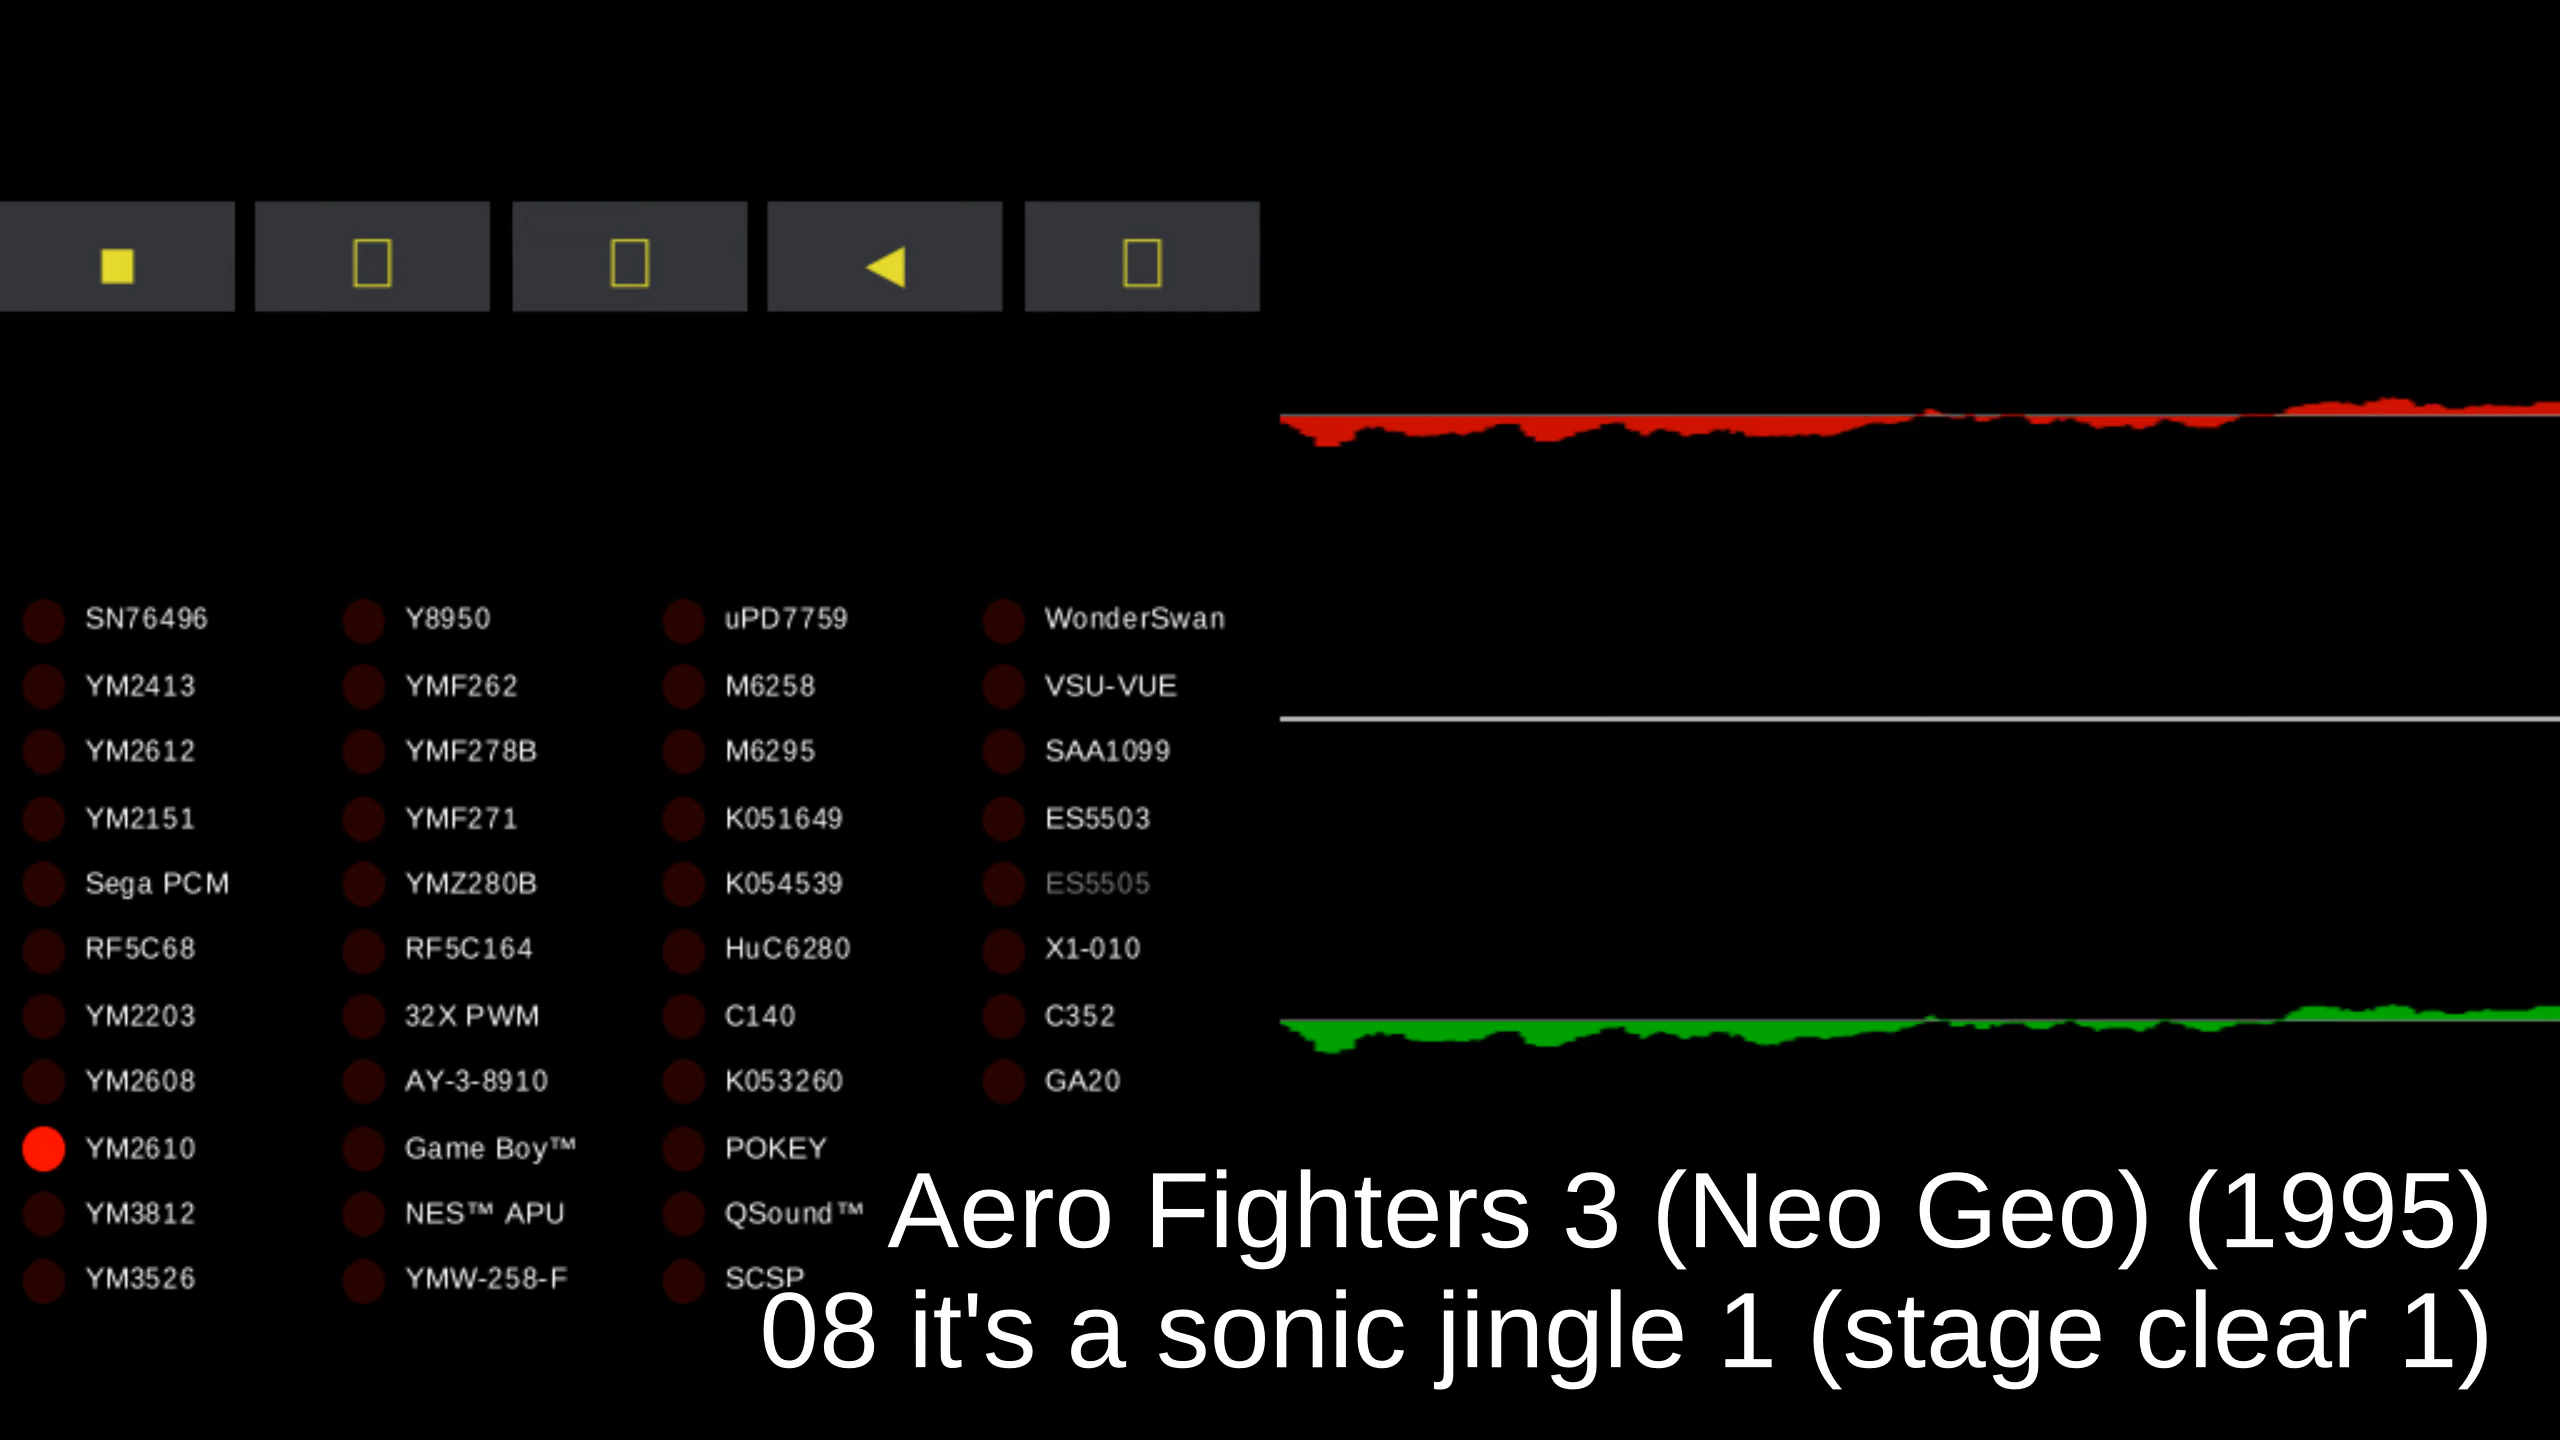 SN76496
YM2413
YM2612
YM2151
Sega PCM
RF5C68
YM2203
YM2608
YM2610
YM3812
YM3526
Y8950
YMF262
YMF278B
YMF271
YMZ280B
RF5C164
32X PWM
AY-3-8910
Game Boy™
NES™ APU
YMW-258-F
uPD7759
M6258
M6295
K051649
K054539
HuC6280
C140
K053260
POKEY
QSound™
SCSP
WonderSwan
VSU-VUE
SAA1099
ES5503
ES5505
X1-010
C352
GA20
Aero Fighters 3 (Neo Geo) (1995)
08 it's a sonic jingle 1 (stage clear 1)